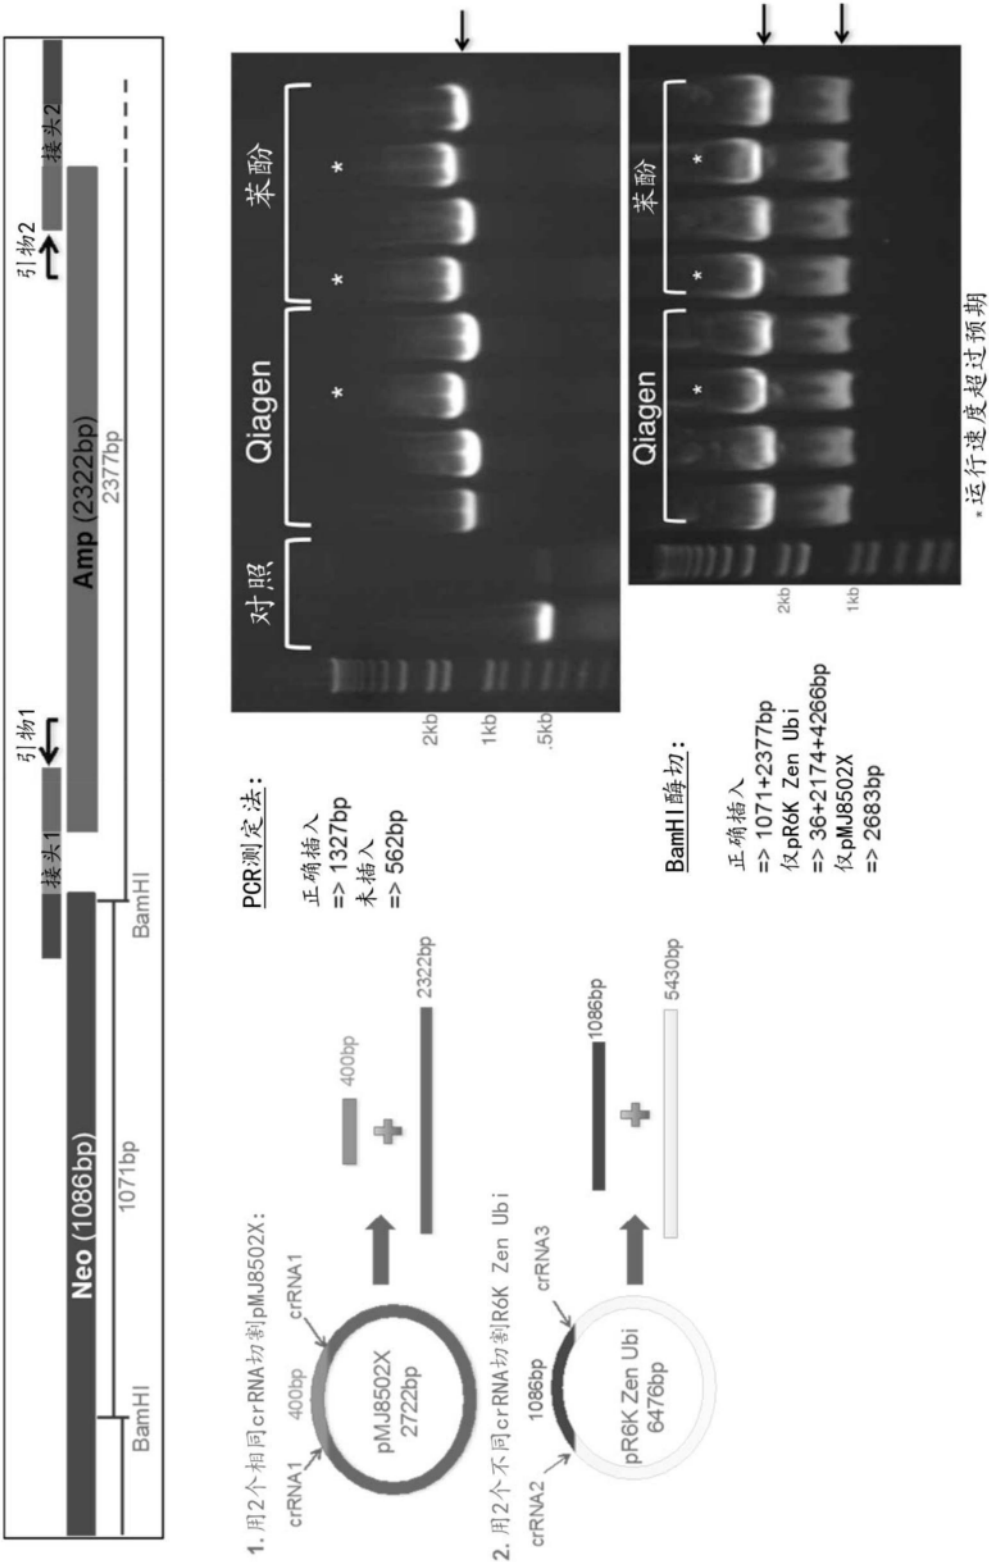 引物1
引物2
接头1
接头2
Neo (1086bp)
Amp (2322bp)
1071bp
2377bp
BamHI
BamHI
1. 用2个相同crRNA切割pMJ8502X:
crRNA1
400bp
crRNA1
pMJ8502X
2722bp
400bp
2322bp
2. 用2个不同crRNA切割R6K Zen Ubi
crRNA2
1086bp
crRNA3
pR6K Zen Ubi
6476bp
1086bp
5430bp
PCR测定法:
正确插入
=> 1327bp
未插入
=> 562bp
对照
Qiagen
苯酚
* * *
2kb
1kb
.5kb
BamHI酶切:
正确插入
=> 1071+2377bp
仅pR6K Zen Ubi
=> 36+2174+4266bp
仅pMJ8502X
=> 2683bp
Qiagen
苯酚
* * *
2kb
1kb
*运行速度超过预期